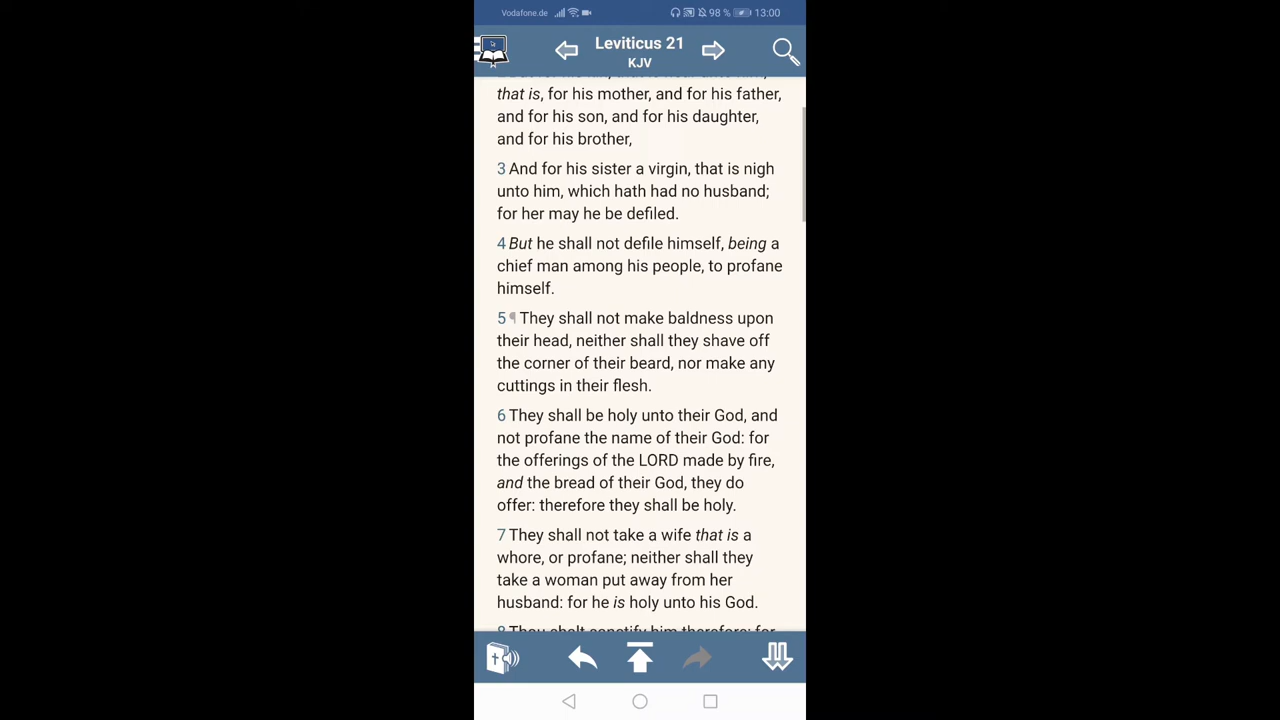 Vodafone.de 98 % 13:00
Leviticus 21
KJV
that is, for his mother, and for his father,
and for his son, and for his daughter,
and for his brother,
3 And for his sister a virgin, that is nigh
unto him, which hath had no husband;
for her may he be defiled.
4 But he shall not defile himself, being a
chief man among his people, to profane
himself.
5 ¶ They shall not make baldness upon
their head, neither shall they shave off
the corner of their beard, nor make any
cuttings in their flesh.
6 They shall be holy unto their God, and
not profane the name of their God: for
the offerings of the LORD made by fire,
and the bread of their God, they do
offer: therefore they shall be holy.
7 They shall not take a wife that is a
whore, or profane; neither shall they
take a woman put away from her
husband: for he is holy unto his God.
8 Thou shalt sanctify him therefore; for